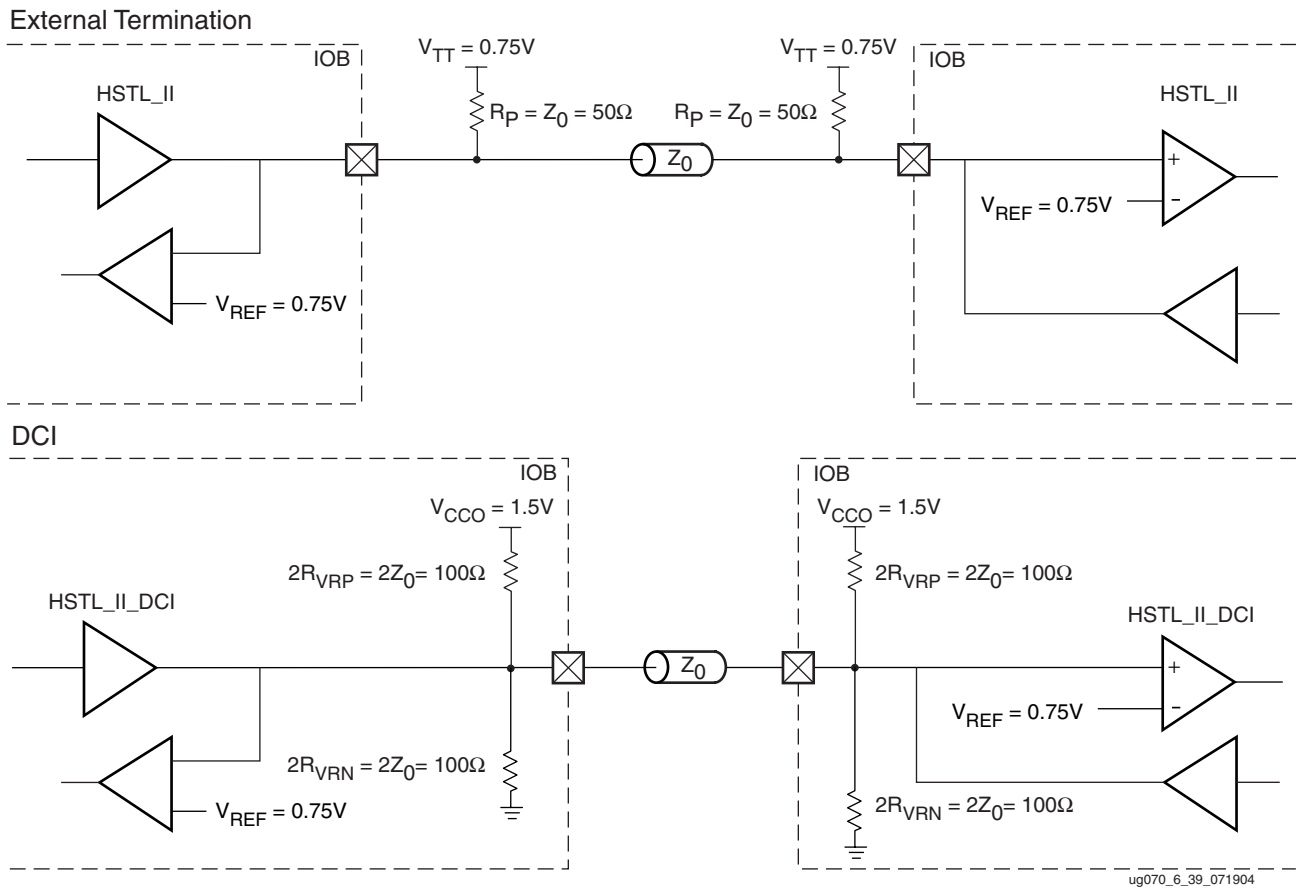 External Termination
IOB
V_TT = 0.75V
V_TT = 0.75V
IOB
HSTL_II
R_P = Z_0 = 50Ω
R_P = Z_0 = 50Ω
HSTL_II
Z_0
+
V_REF = 0.75V
–
V_REF = 0.75V
DCI
IOB
IOB
V_CCO = 1.5V
V_CCO = 1.5V
2R_VRP = 2Z_0= 100Ω
2R_VRP = 2Z_0= 100Ω
HSTL_II_DCI
HSTL_II_DCI
Z_0
+
V_REF = 0.75V
–
2R_VRN = 2Z_0= 100Ω
V_REF = 0.75V
2R_VRN = 2Z_0= 100Ω
ug070_6_39_071904